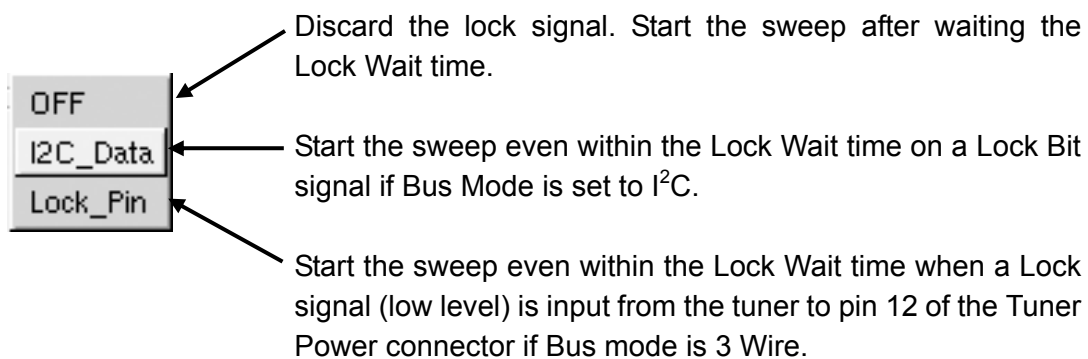 Discard the lock signal. Start the sweep after waiting the
Lock Wait time.
OFF
I2C_Data
Lock_Pin
Start the sweep even within the Lock Wait time on a Lock Bit
signal if Bus Mode is set to I²C.
Start the sweep even within the Lock Wait time when a Lock
signal (low level) is input from the tuner to pin 12 of the Tuner
Power connector if Bus mode is 3 Wire.